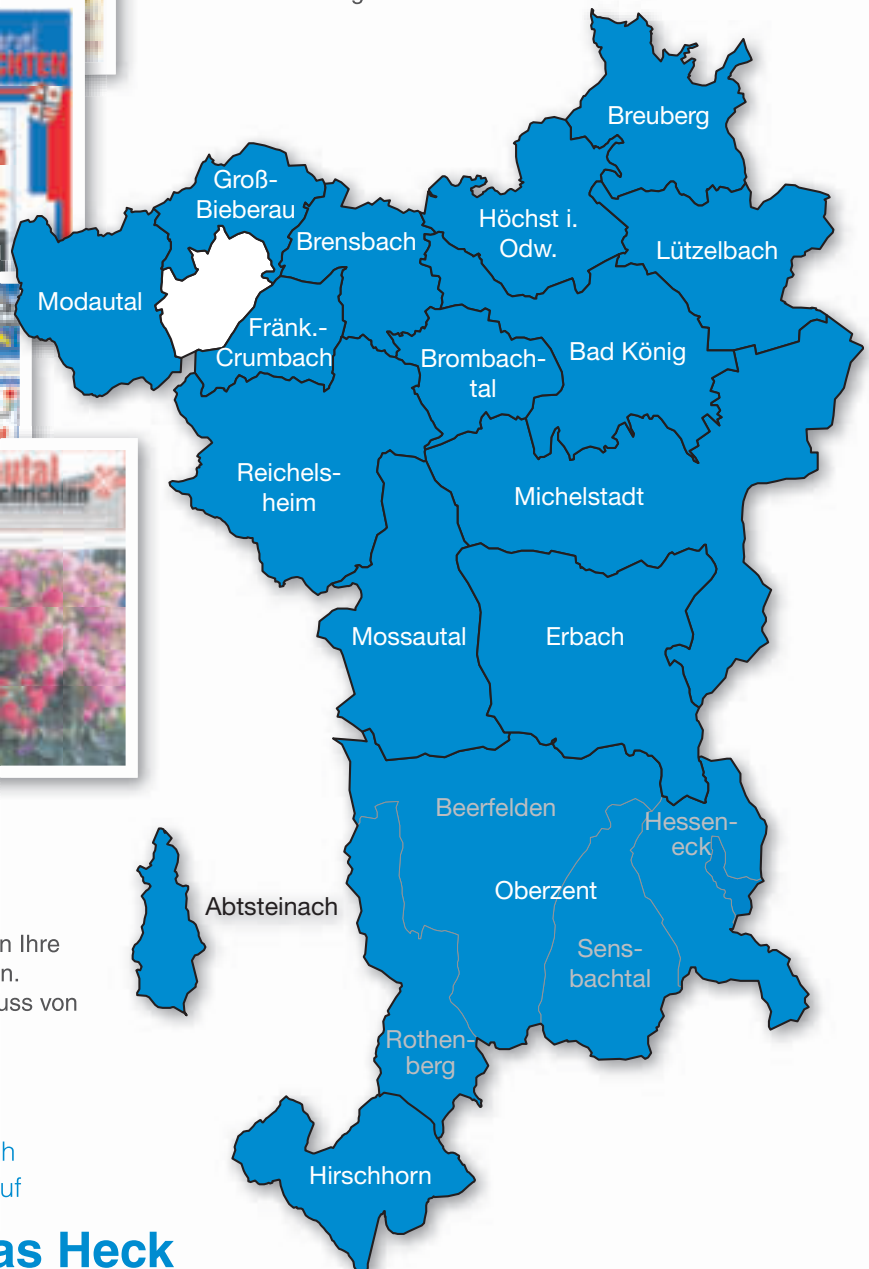 Breuberg
Groß-
Bieberau
Höchst i.
Odw.
Brensbach
Lützelbach
Modautal
Fränk.-
Crumbach
Brombach-
tal
Bad König
Reichels-
heim
Michelstadt
Mossautal
Erbach
Beerfelden
Hessen-
eck
Oberzent
Abtsteinach
Sens-
bachtal
n Ihre
n.
uss von
Rothen-
berg
h
uf
Hirschhorn
as Heck